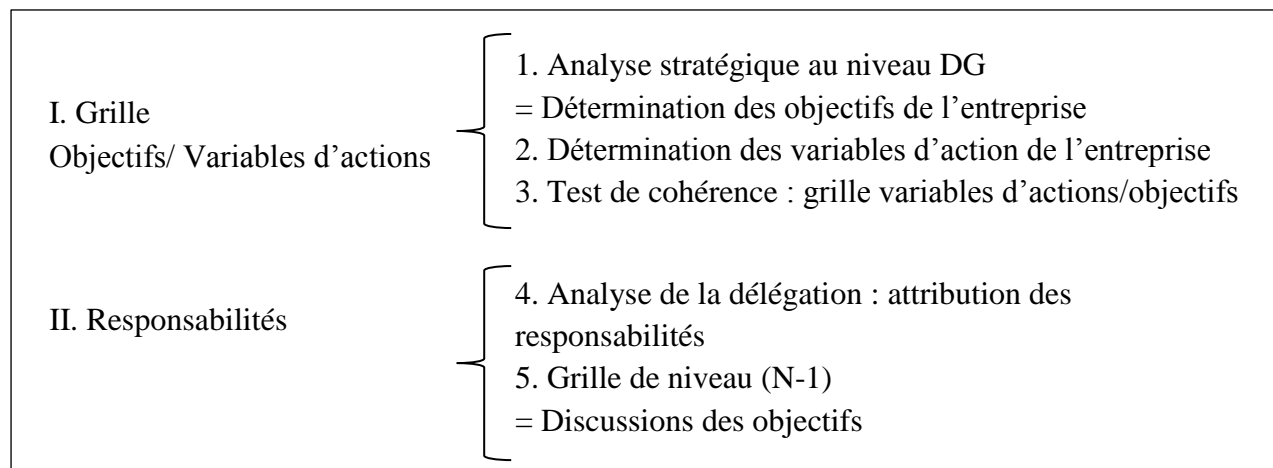 I. Grille
Objectifs/ Variables d’actions
1. Analyse stratégique au niveau DG
= Détermination des objectifs de l’entreprise
2. Détermination des variables d’action de l’entreprise
3. Test de cohérence : grille variables d’actions/objectifs
II. Responsabilités
4. Analyse de la délégation : attribution des
responsabilités
5. Grille de niveau (N-1)
= Discussions des objectifs